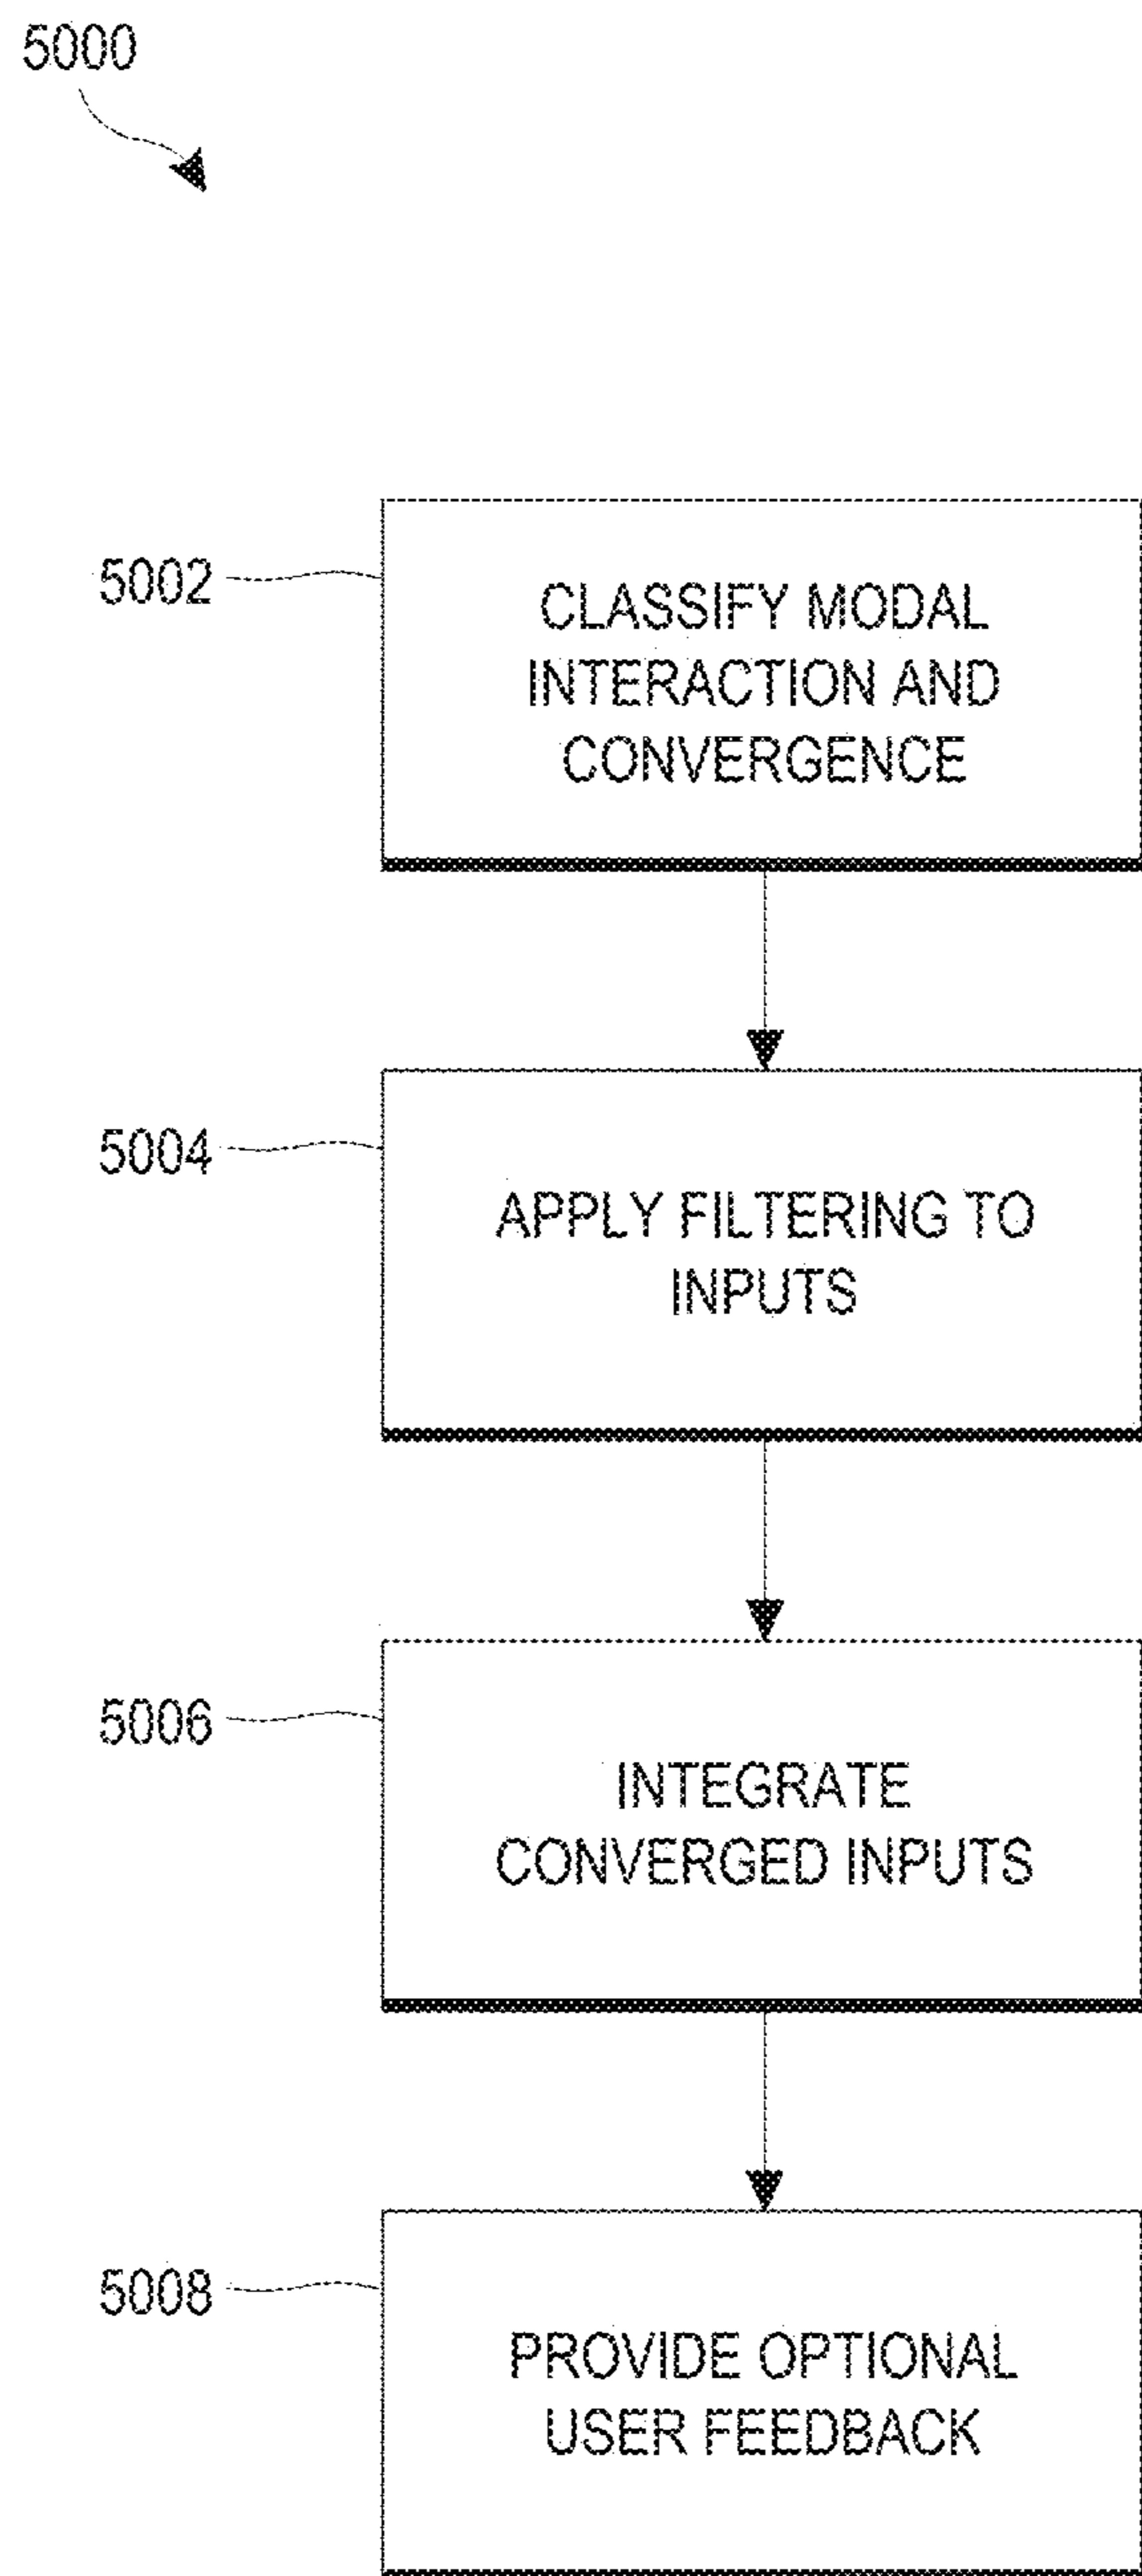 5000
5002
CLASSIFY MODAL
INTERACTION AND
CONVERGENCE
5004
APPLY FILTERING TO
INPUTS
5006
INTEGRATE
CONVERGED INPUTS
5008
PROVIDE OPTIONAL
USER FEEDBACK